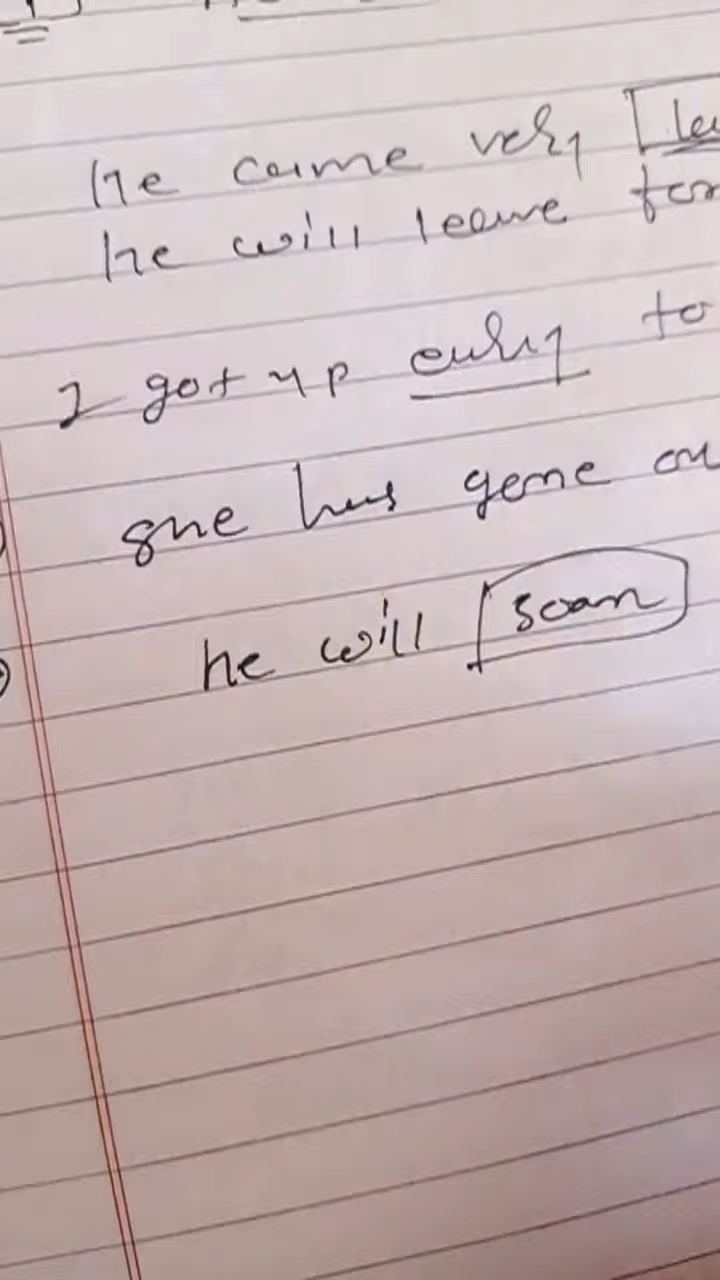 he came very
he will leave for
I got up early to
she has gone
he will soon